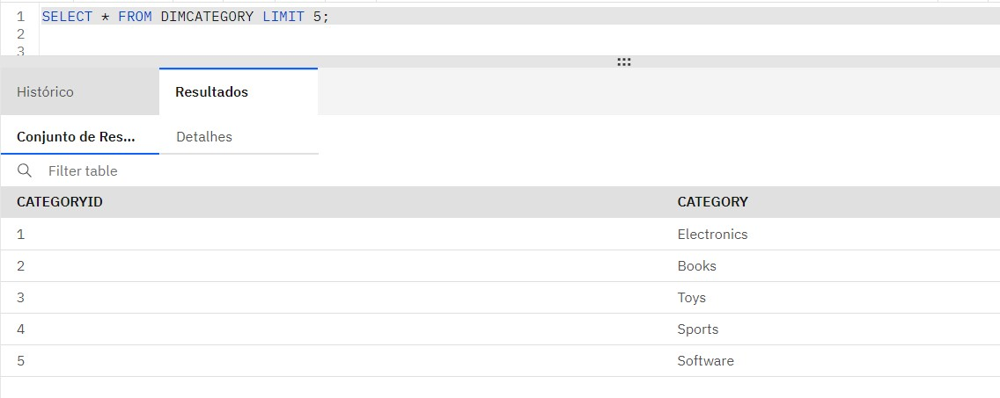 1 SELECT * FROM DIMCATEGORY LIMIT 5;
2
3
Histórico Resultados
Conjunto de Res... Detalhes
Filter table
CATEGORYID CATEGORY
1 Electronics
2 Books
3 Toys
4 Sports
5 Software